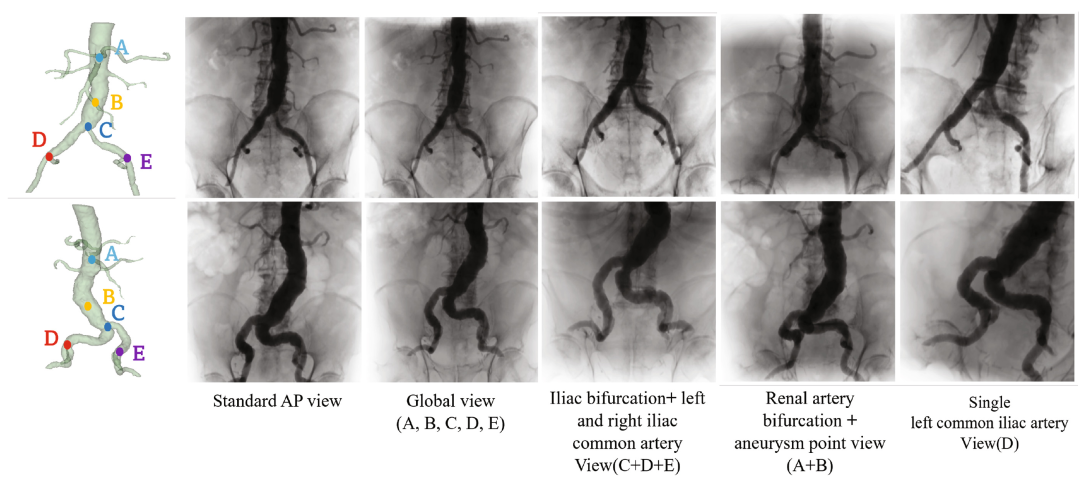 A
B
C
D
E
A
B
C
D
E
Standard AP view
Global view
(A, B, C, D, E)
Iliac bifurcation+ left
and right iliac
common artery
View(C+D+E)
Renal artery
bifurcation +
aneurysm point view
(A+B)
Single
left common iliac artery
View(D)